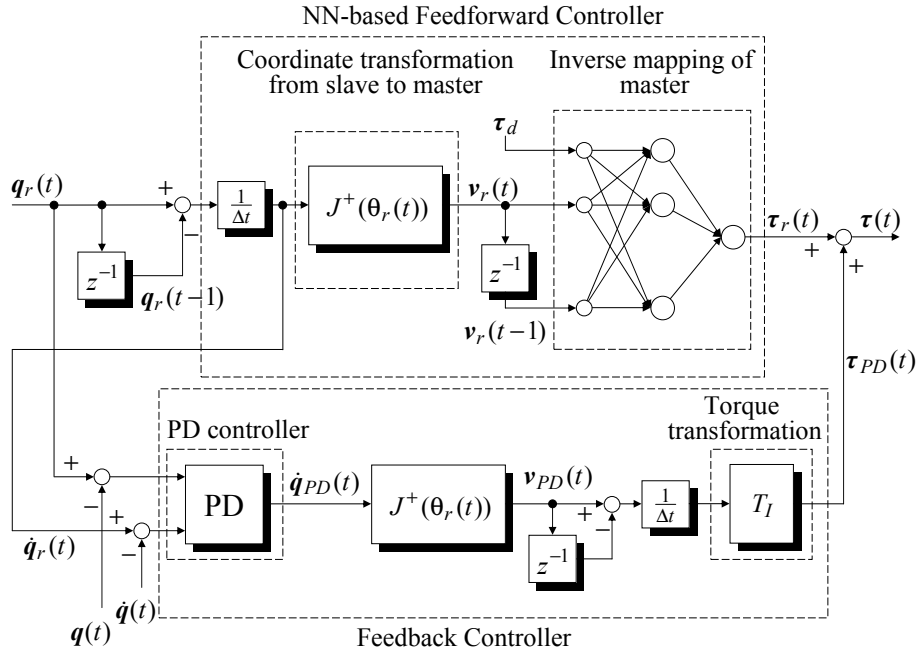 NN-based Feedforward Controller
Coordinate transformation
from slave to master
Inverse mapping of
master
τ_d
q_r(t)
+
−
1/Δt
J⁺(θ_r(t))
v_r(t)
τ_r(t)
τ(t)
+
+
z⁻¹
q_r(t−1)
z⁻¹
v_r(t−1)
τ_PD(t)
PD controller
Torque
transformation
+
−
PD
q̇_PD(t)
J⁺(θ_r(t))
v_PD(t)
+
−
1/Δt
T_I
+
−
q̇_r(t)
z⁻¹
q̇(t)
q(t)
Feedback Controller